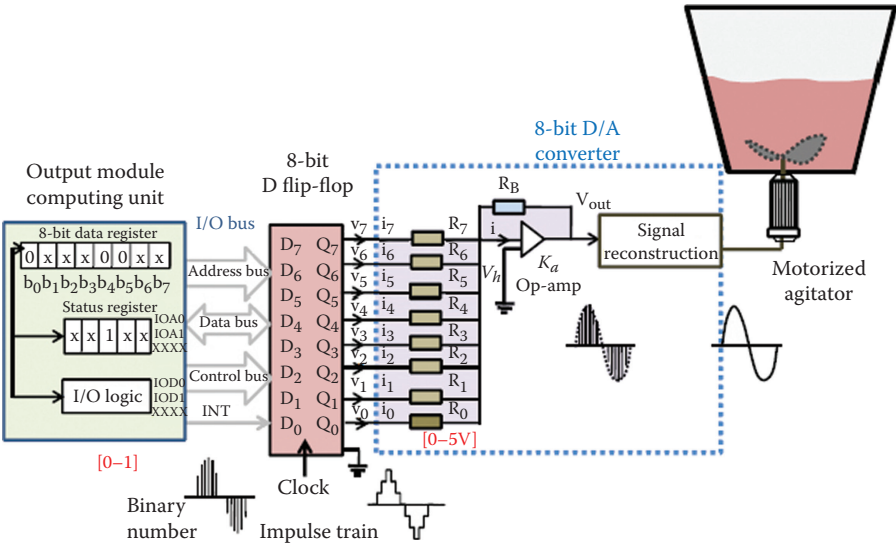 8-bit D/A
converter
8-bit
D flip-flop
Output module
computing unit
I/O bus
8-bit data register
0 x x x 0 0 x x
b0b1b2b3b4b5b6b7
Status register
x x 1 x x
IOA0
IOA1
XXXX
I/O logic
IOD0
IOD1
XXXX
Address bus
Data bus
Control bus
INT
[0–1]
D7 Q7
D6 Q6
D5 Q5
D4 Q4
D3 Q3
D2 Q2
D1 Q1
D0 Q0
v7 i7 R7
v6 i6 R6
v5 i5 R5
v4 i4 R4
v3 i3 R3
v2 i2 R2
v1 i1 R1
v0 i0 R0
[0–5V]
RB
i
Vh
Ka
Op-amp
Vout
Signal
reconstruction
Motorized
agitator
Clock
Binary
number
Impulse train